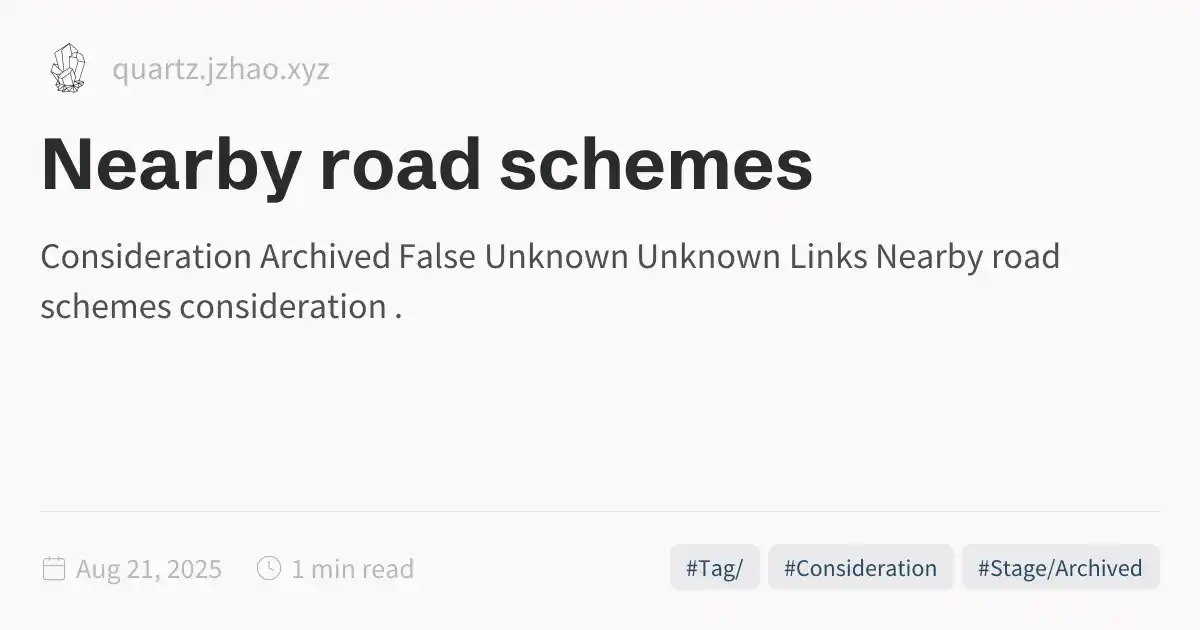 quartz.jzhao.xyz
Nearby road schemes
Consideration Archived False Unknown Unknown Links Nearby road
schemes consideration .
Aug 21, 2025 1 min read #Tag/ #Consideration #Stage/Archived